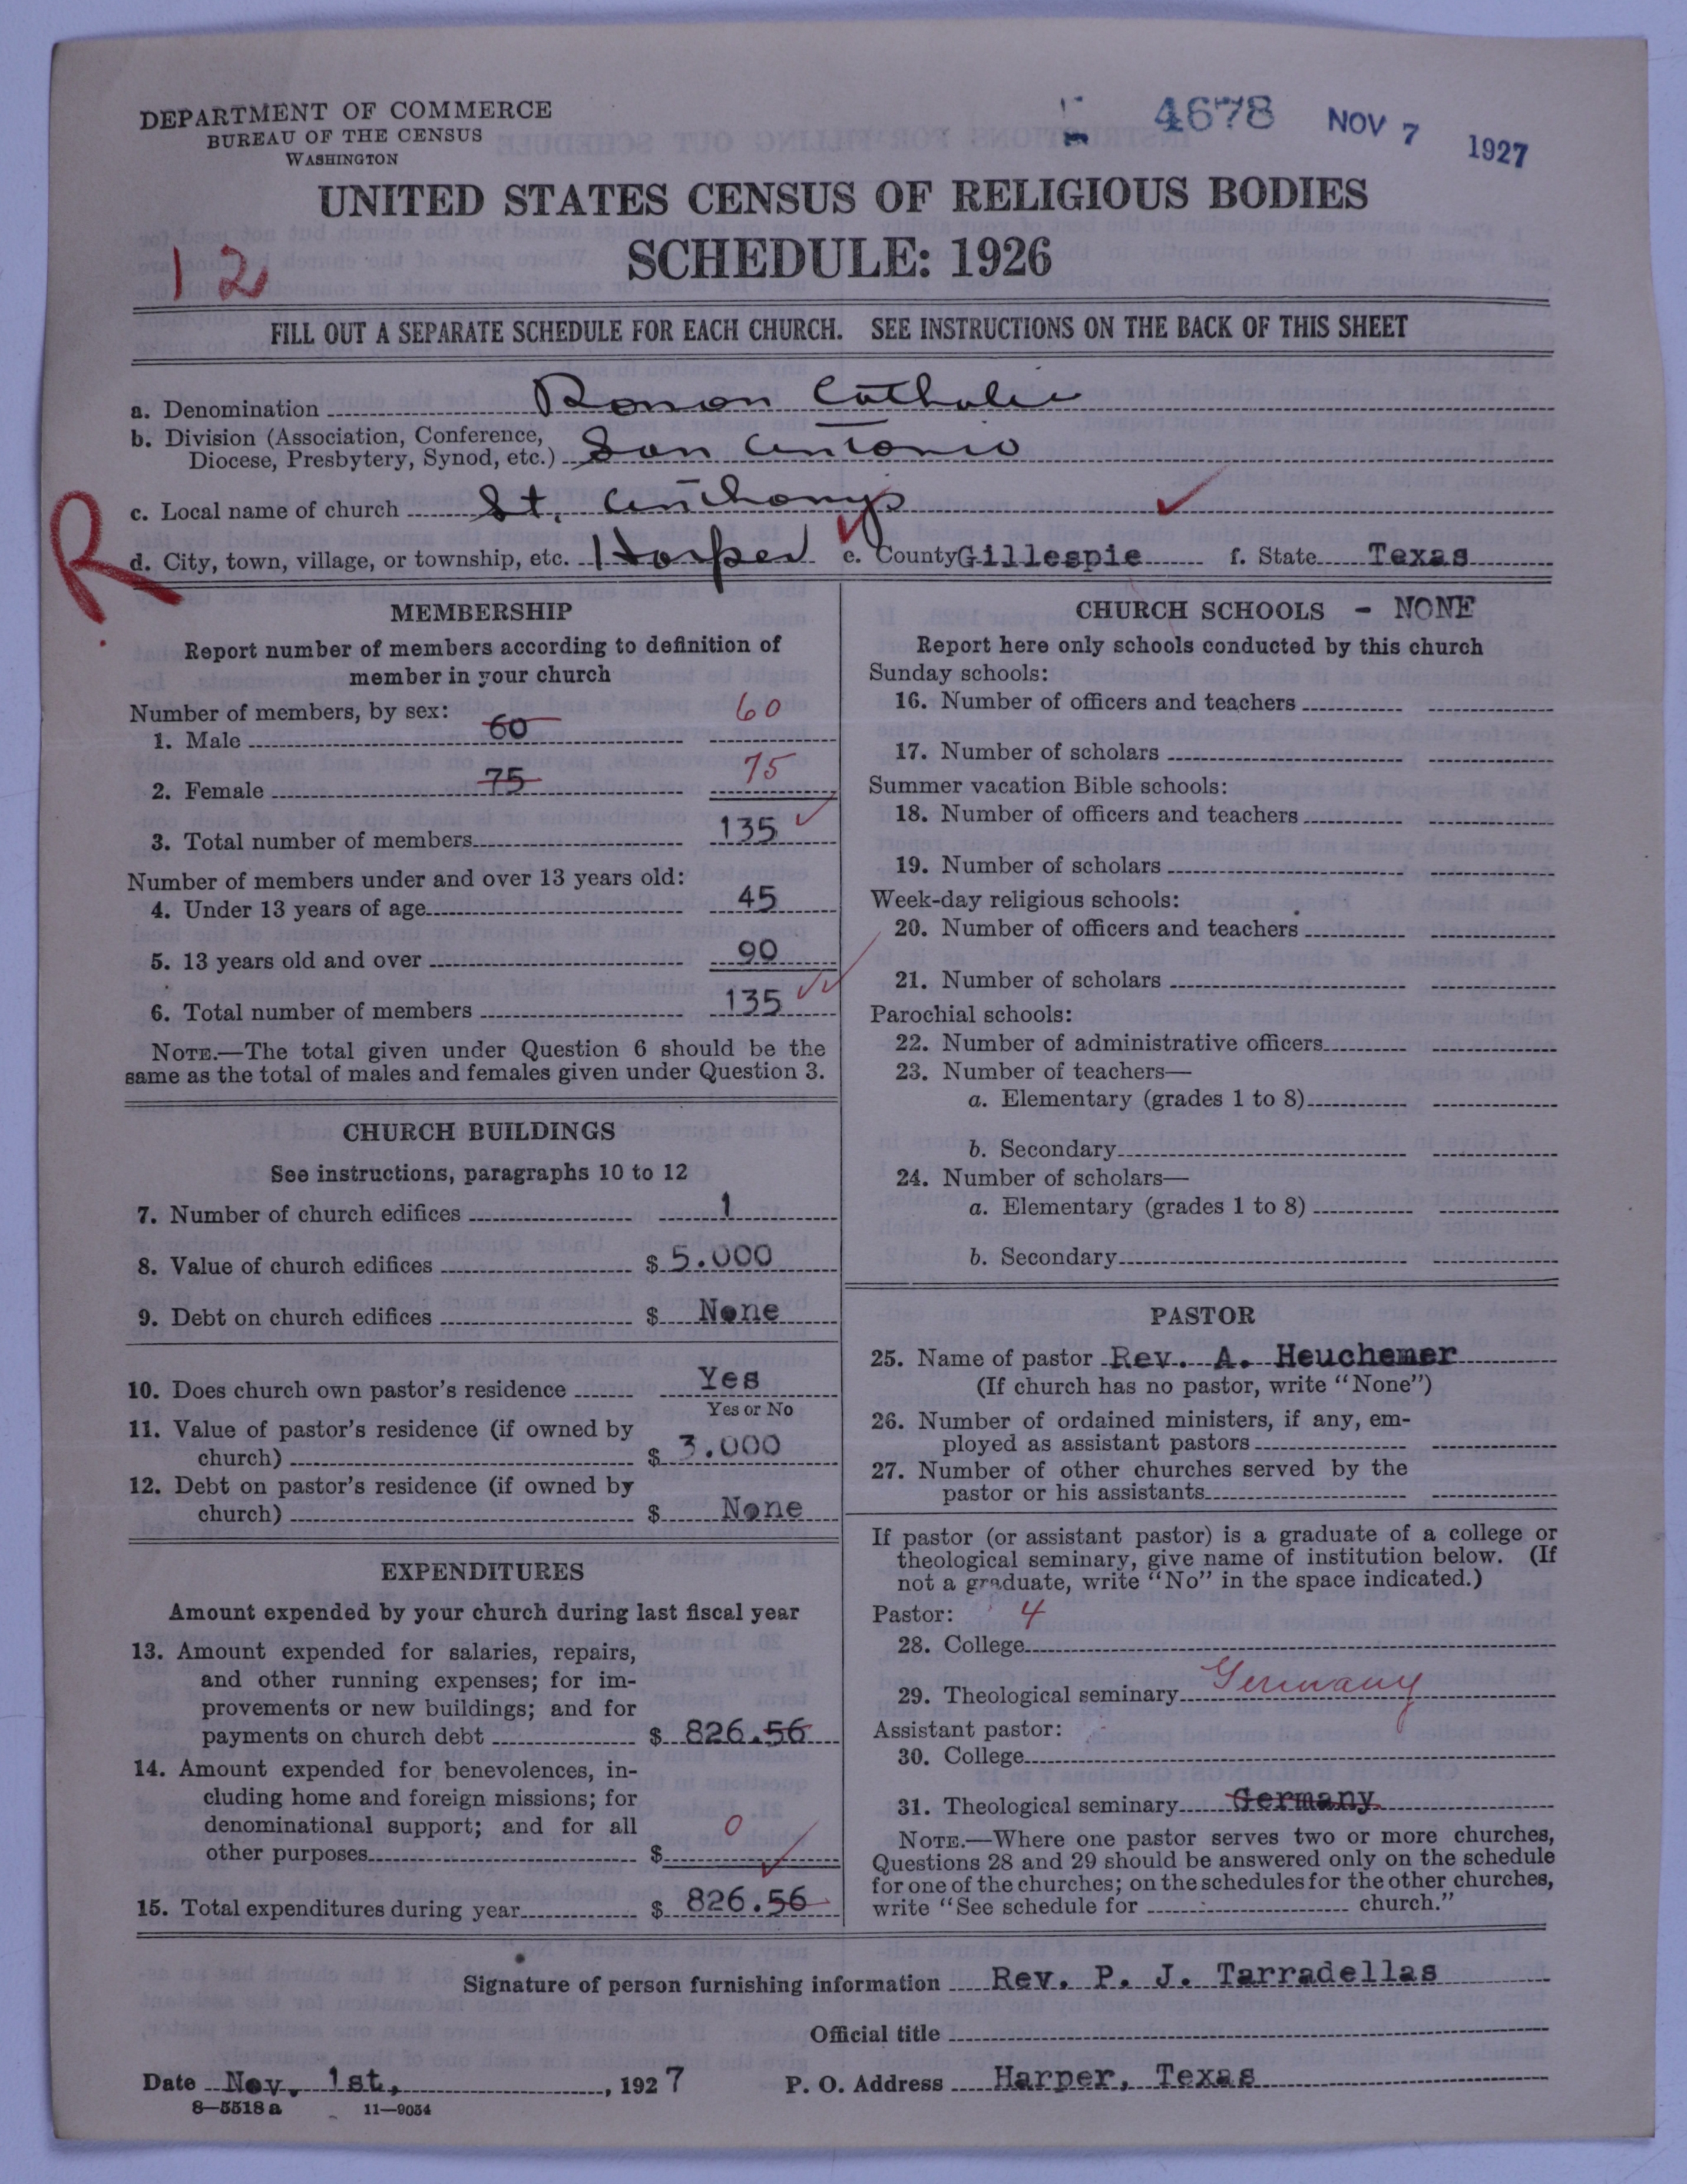 DEPARTMENT OF COMMERCE
BUREAU OF THE CENSUS
WASHINGTON
4678 NOV 7 1927
UNITED STATES CENSUS OF RELIGIOUS BODIES
SCHEDULE: 1926
12
FILL OUT A SEPARATE SCHEDULE FOR EACH CHURCH. SEE INSTRUCTIONS ON THE BACK OF THIS SHEET
a. Denomination Roman Catholic
b. Division (Association, Conference,
Diocese, Presbytery, Synod, etc.) San Antonio
c. Local name of church St. Anthonys
R
d. City, town, village, or township, etc. Harper e. County Gillespie f. State Texas
MEMBERSHIP
Report number of members according to definition of
member in your church
Number of members, by sex:
1. Male 60 60
2. Female 75 75
3. Total number of members 135
Number of members under and over 13 years old:
4. Under 13 years of age 45
5. 13 years old and over 90
6. Total number of members 135
NOTE.—The total given under Question 6 should be the
same as the total of males and females given under Question 3.
CHURCH BUILDINGS
See instructions, paragraphs 10 to 12
7. Number of church edifices 1
8. Value of church edifices $ 5.000
9. Debt on church edifices $ None
10. Does church own pastor's residence Yes
Yes or No
11. Value of pastor's residence (if owned by
church) $ 3.000
12. Debt on pastor's residence (if owned by
church) $ None
EXPENDITURES
Amount expended by your church during last fiscal year
13. Amount expended for salaries, repairs,
and other running expenses; for im-
provements or new buildings; and for
payments on church debt $ 826.56
14. Amount expended for benevolences, in-
cluding home and foreign missions; for
denominational support; and for all
other purposes $ 0
15. Total expenditures during year $ 826.56
CHURCH SCHOOLS - NONE
Report here only schools conducted by this church
Sunday schools:
16. Number of officers and teachers
17. Number of scholars
Summer vacation Bible schools:
18. Number of officers and teachers
19. Number of scholars
Week-day religious schools:
20. Number of officers and teachers
21. Number of scholars
Parochial schools:
22. Number of administrative officers
23. Number of teachers—
a. Elementary (grades 1 to 8)
b. Secondary
24. Number of scholars—
a. Elementary (grades 1 to 8)
b. Secondary
PASTOR
25. Name of pastor Rev. A. Heuchemer
(If church has no pastor, write "None")
26. Number of ordained ministers, if any, em-
ployed as assistant pastors
27. Number of other churches served by the
pastor or his assistants
If pastor (or assistant pastor) is a graduate of a college or
theological seminary, give name of institution below. (If
not a graduate, write "No" in the space indicated.)
Pastor: 4
28. College
29. Theological seminary Germany
Assistant pastor:
30. College
31. Theological seminary Germany
NOTE.—Where one pastor serves two or more churches,
Questions 28 and 29 should be answered only on the schedule
for one of the churches; on the schedules for the other churches,
write "See schedule for church."
Signature of person furnishing information Rev. P. J. Tarradellas
Official title
Date Nov. 1st, , 1927 P. O. Address Harper, Texas
8—5518 a 11—9054